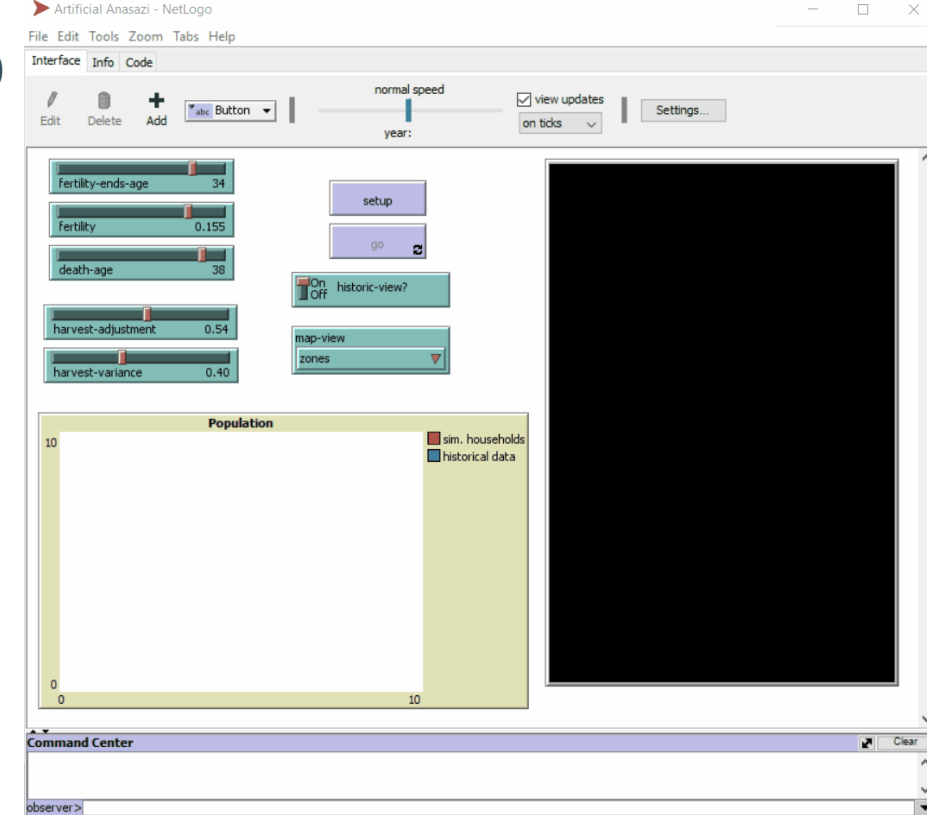 Artificial Anasazi - NetLogo
File Edit Tools Zoom Tabs Help
Interface Info Code
Edit Delete Add abc Button normal speed view updates Settings...
year: on ticks
fertility-ends-age 34
fertility 0.155
death-age 38
harvest-adjustment 0.54
harvest-variance 0.40
setup
go
On
Off
historic-view?
map-view
zones
Population
10
0
0 10
sim. households
historical data
Command Center Clear
observer>